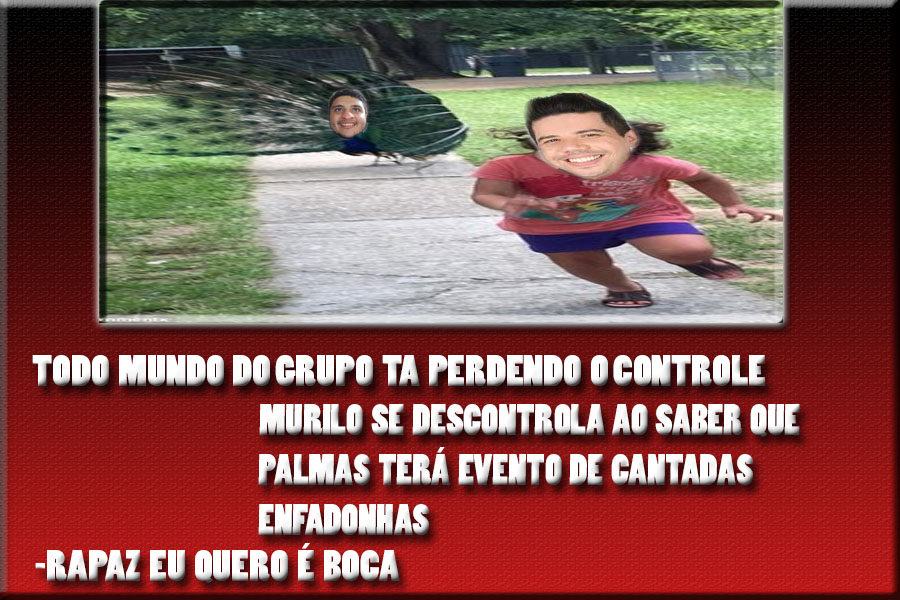 TODO MUNDO DO GRUPO TA PERDENDO O CONTROLE
MURILO SE DESCONTROLA AO SABER QUE
PALMAS TERÁ EVENTO DE CANTADAS
ENFADONHAS
-RAPAZ EU QUERO É BOCA